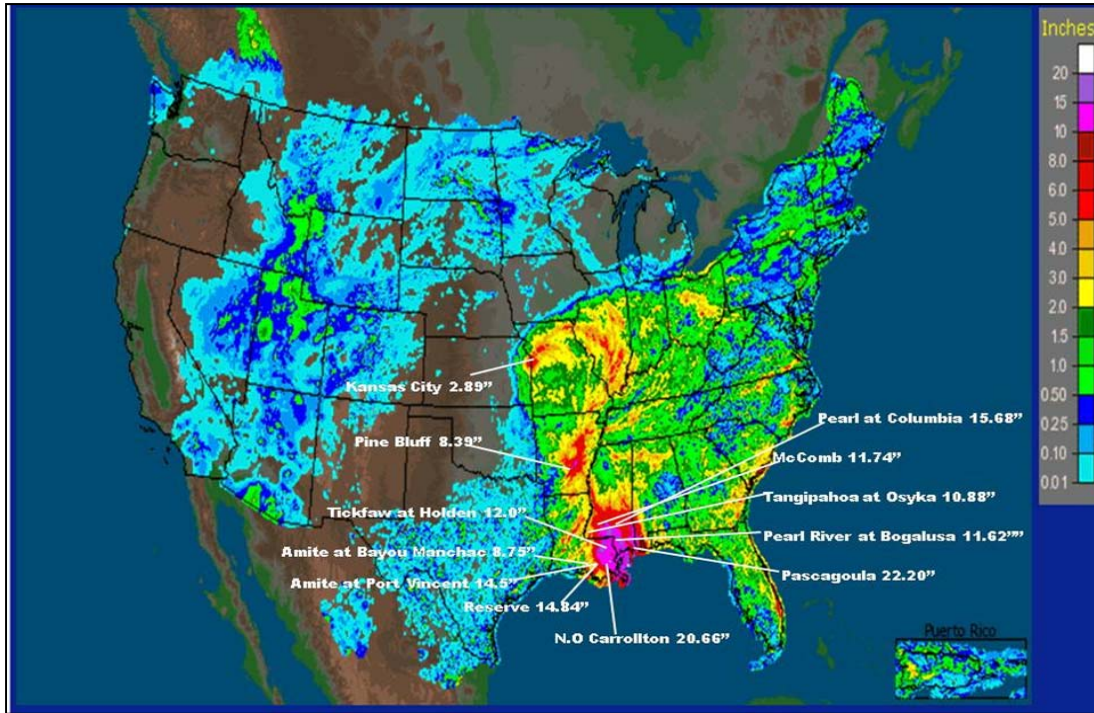 Inches
20
15
10
8.0
6.0
5.0
4.0
3.0
2.0
1.5
1.0
0.50
0.25
0.10
0.01
Kansas City 2.89”
Pearl at Columbia 15.68”
Pine Bluff 8.39”
McComb 11.74”
Tangipahoa at Osyka 10.88”
Tickfaw at Holden 12.0”
Pearl River at Bogalusa 11.62””
Amite at Bayou Manchac 8.75”
Pascagoula 22.20”
Amite at Port Vincent 14.5”
Reserve 14.84”
N.O Carrollton 20.66”
Puerto Rico